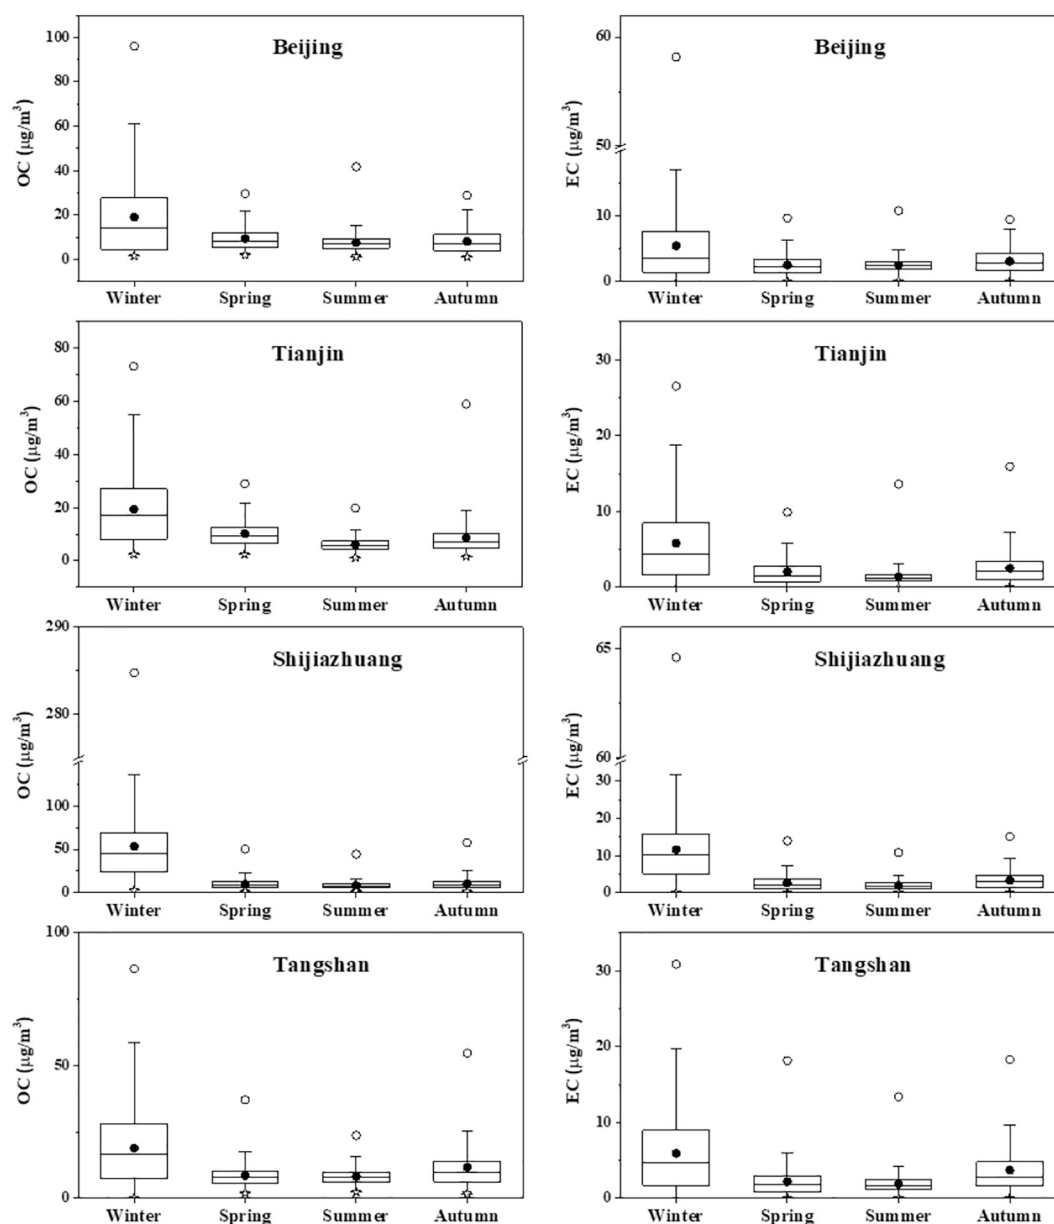 Beijing
OC (μg/m³)
100
80
60
40
20
0
Winter Spring Summer Autumn
Beijing
EC (μg/m³)
60
50
10
0
Winter Spring Summer Autumn
Tianjin
OC (μg/m³)
80
60
40
20
0
Winter Spring Summer Autumn
Tianjin
EC (μg/m³)
30
20
10
0
Winter Spring Summer Autumn
Shijiazhuang
OC (μg/m³)
290
280
100
50
0
Winter Spring Summer Autumn
Shijiazhuang
EC (μg/m³)
65
60
30
20
10
0
Winter Spring Summer Autumn
Tangshan
OC (μg/m³)
100
50
0
Winter Spring Summer Autumn
Tangshan
EC (μg/m³)
30
20
10
0
Winter Spring Summer Autumn